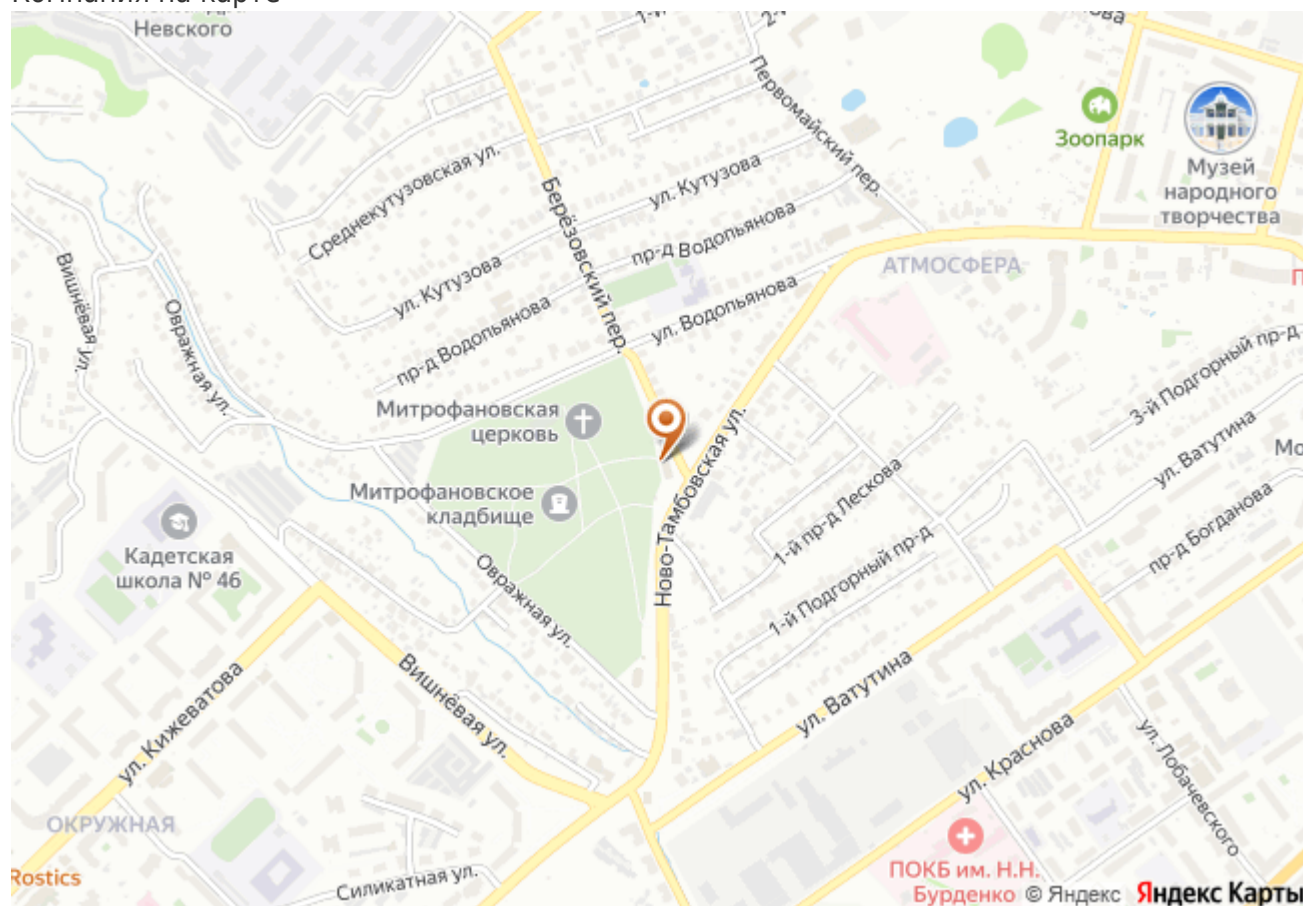 Невского
1-й
Первомайский пер.
Зоопарк
Музей
народного
творчества
Среднекутузовская ул.
Берёзовский пер.
ул. Кутузова
пр-д Водопьянова
АТМОСФЕРА
Вишнёвая ул.
Овражная ул.
ул. Кутузова
пр-д Водопьянова
ул. Водопьянова
3-й Подгорный пр-д
Митрофановская
церковь
Ново-Тамбовская ул.
ул. Ватутина
Митрофановское
кладбище
1-й пр-д Лескова
пр-д Богданова
Кадетская
школа № 46
Овражная ул.
1-й Подгорный пр-д
ул. Кижеватова
Вишнёвая ул.
ул. Ватутина
ул. Краснова
ул. Лобачевского
ОКРУЖНАЯ
Rostics
Силикатная ул.
ПОКБ им. Н.Н.
Бурденко
© Яндекс Яндекс Карты